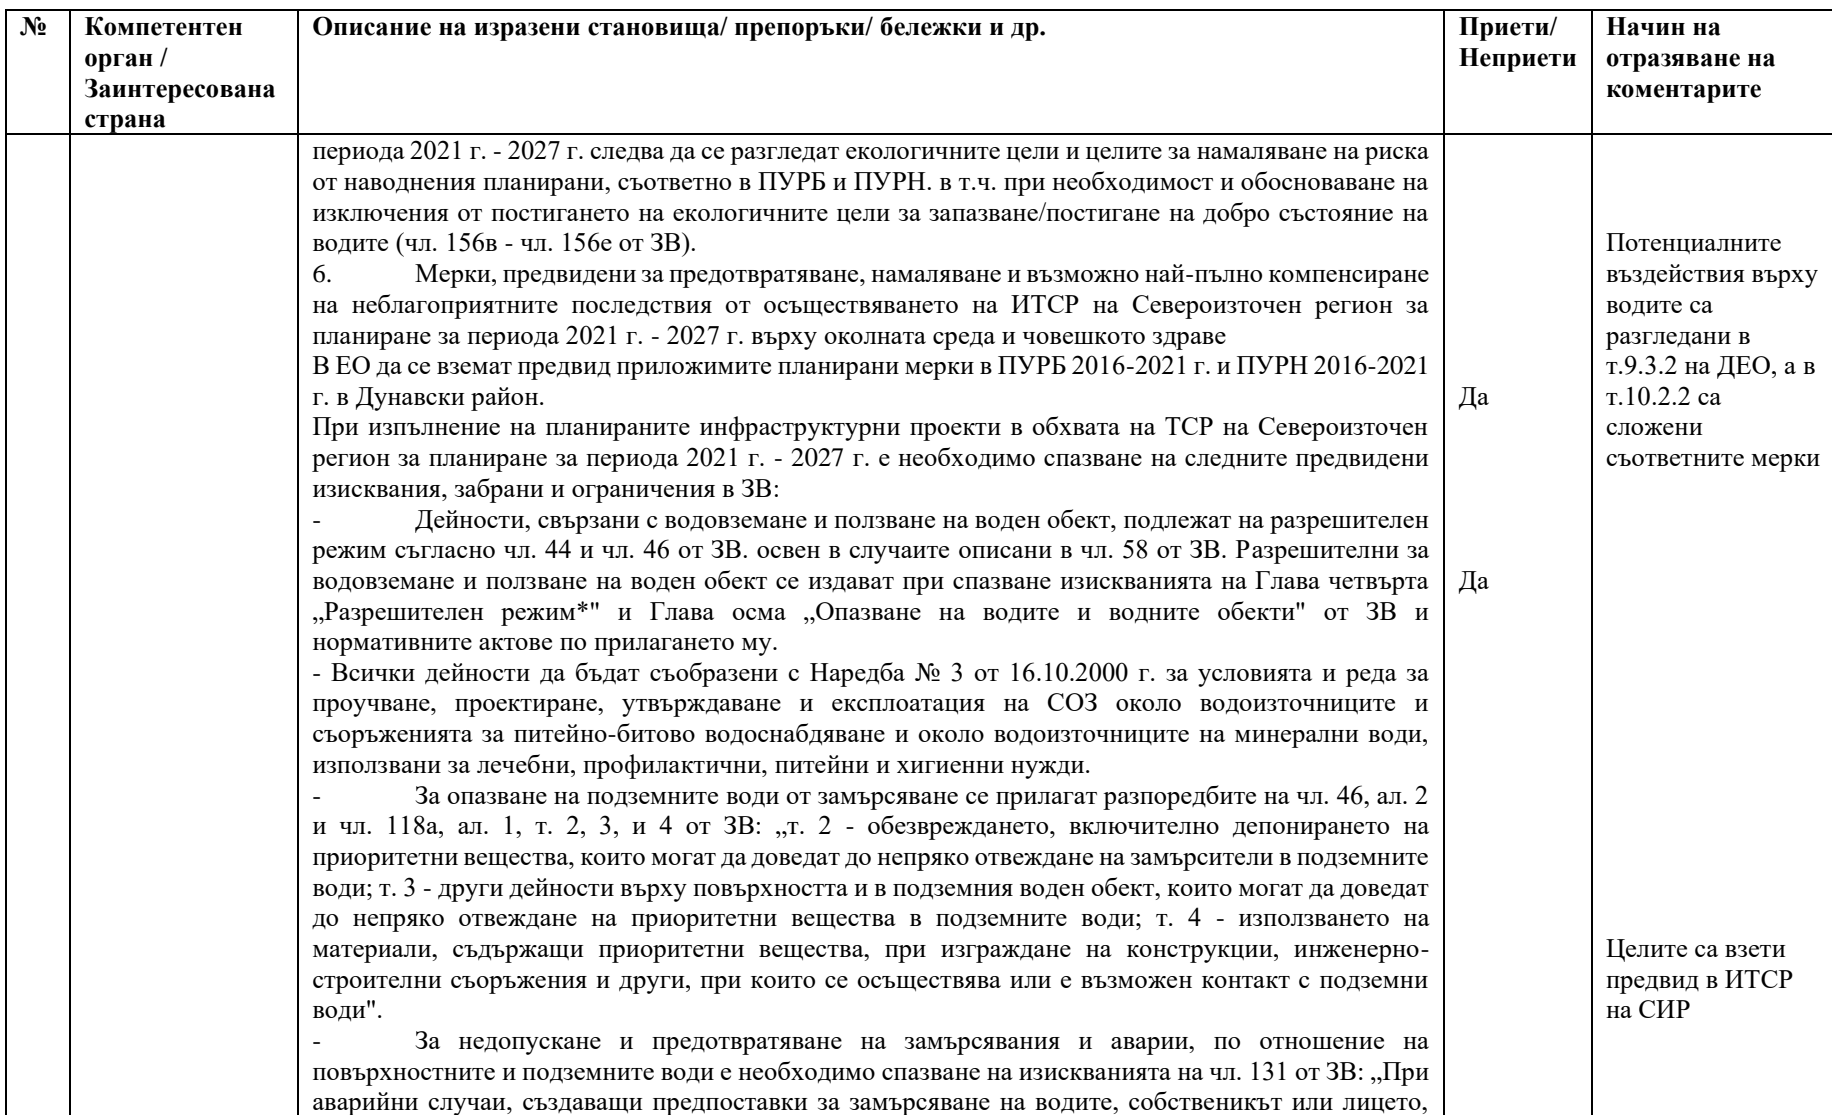 №
Компетентен
орган /
Заинтересована
страна
Описание на изразени становища/ препоръки/ бележки и др.
Приети/
Неприети
Начин на
отразяване на
коментарите
периода 2021 г. - 2027 г. следва да се разгледат екологичните цели и целите за намаляване на риска
от наводнения планирани, съответно в ПУРБ и ПУРН. в т.ч. при необходимост и обосноваване на
изключения от постигането на екологичните цели за запазване/постигане на добро състояние на
водите (чл. 156в - чл. 156е от ЗВ).
6. Мерки, предвидени за предотвратяване, намаляване и възможно най-пълно компенсиране
на неблагоприятните последствия от осъществяването на ИТСР на Североизточен регион за
планиране за периода 2021 г. - 2027 г. върху околната среда и човешкото здраве
В ЕО да се вземат предвид приложимите планирани мерки в ПУРБ 2016-2021 г. и ПУРН 2016-2021
г. в Дунавски район.
При изпълнение на планираните инфраструктурни проекти в обхвата на ТСР на Североизточен
регион за планиране за периода 2021 г. - 2027 г. е необходимо спазване на следните предвидени
изисквания, забрани и ограничения в ЗВ:
- Дейности, свързани с водовземане и ползване на воден обект, подлежат на разрешителен
режим съгласно чл. 44 и чл. 46 от ЗВ. освен в случаите описани в чл. 58 от ЗВ. Разрешителни за
водовземане и ползване на воден обект се издават при спазване изискванията на Глава четвърта
„Разрешителен режим*" и Глава осма „Опазване на водите и водните обекти" от ЗВ и
нормативните актове по прилагането му.
- Всички дейности да бъдат съобразени с Наредба № 3 от 16.10.2000 г. за условията и реда за
проучване, проектиране, утвърждаване и експлоатация на СОЗ около водоизточниците и
съоръженията за питейно-битово водоснабдяване и около водоизточниците на минерални води,
използвани за лечебни, профилактични, питейни и хигиенни нужди.
- За опазване на подземните води от замърсяване се прилагат разпоредбите на чл. 46, ал. 2
и чл. 118а, ал. 1, т. 2, 3, и 4 от ЗВ: „т. 2 - обезвреждането, включително депонирането на
приоритетни вещества, които могат да доведат до непряко отвеждане на замърсители в подземните
води; т. 3 - други дейности върху повърхността и в подземния воден обект, които могат да доведат
до непряко отвеждане на приоритетни вещества в подземните води; т. 4 - използването на
материали, съдържащи приоритетни вещества, при изграждане на конструкции, инженерно-
строителни съоръжения и други, при които се осъществява или е възможен контакт с подземни
води".
- За недопускане и предотвратяване на замърсявания и аварии, по отношение на
повърхностните и подземните води е необходимо спазване на изискванията на чл. 131 от ЗВ: „При
аварийни случаи, създаващи предпоставки за замърсяване на водите, собственикът или лицето,
Да
Да
Потенциалните
въздействия върху
водите са
разгледани в
т.9.3.2 на ДЕО, а в
т.10.2.2 са
сложени
съответните мерки
Целите са взети
предвид в ИТСР
на СИР